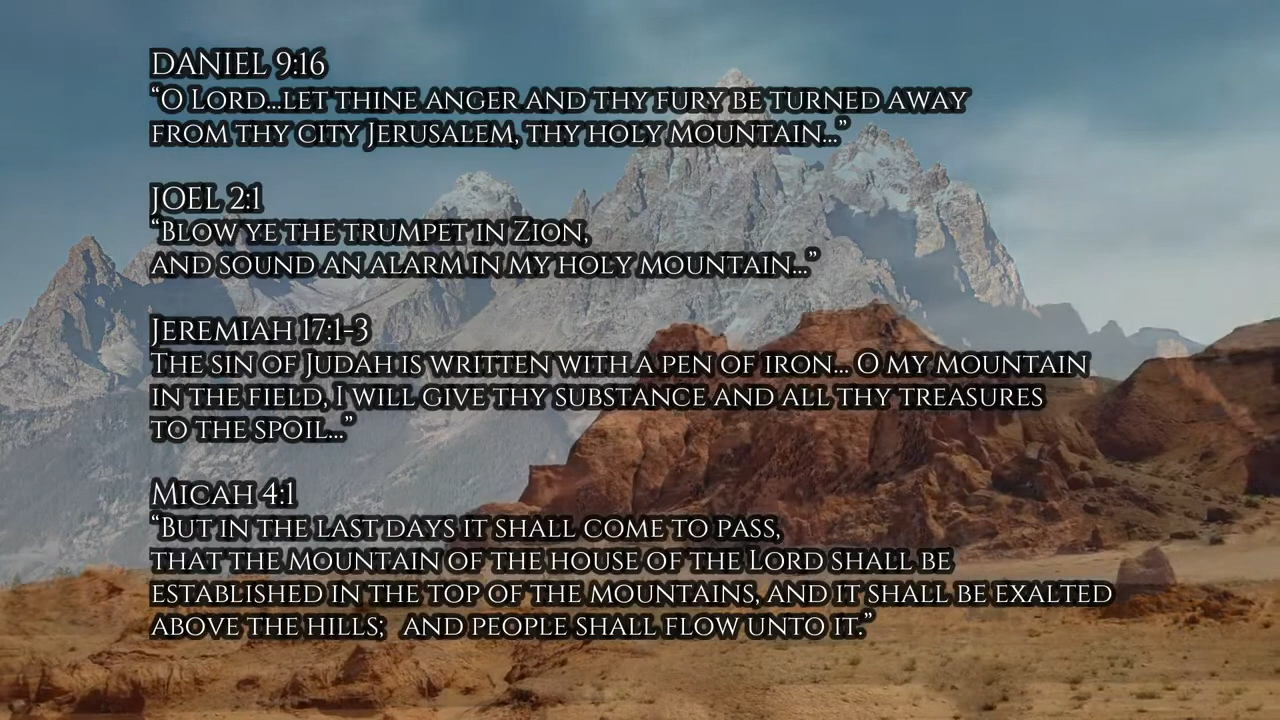 DANIEL 9:16
“O Lord...let thine anger and thy fury be turned away
from thy city Jerusalem, thy holy mountain...”
JOEL 2:1
“Blow ye the trumpet in Zion,
and sound an alarm in my holy mountain...”
Jeremiah 17:1-3
The sin of Judah is written with a pen of iron... O my mountain
in the field, I will give thy substance and all thy treasures
to the spoil...”
Micah 4:1
“But in the last days it shall come to pass,
that the mountain of the house of the Lord shall be
established in the top of the mountains, and it shall be exalted
above the hills; and people shall flow unto it.”